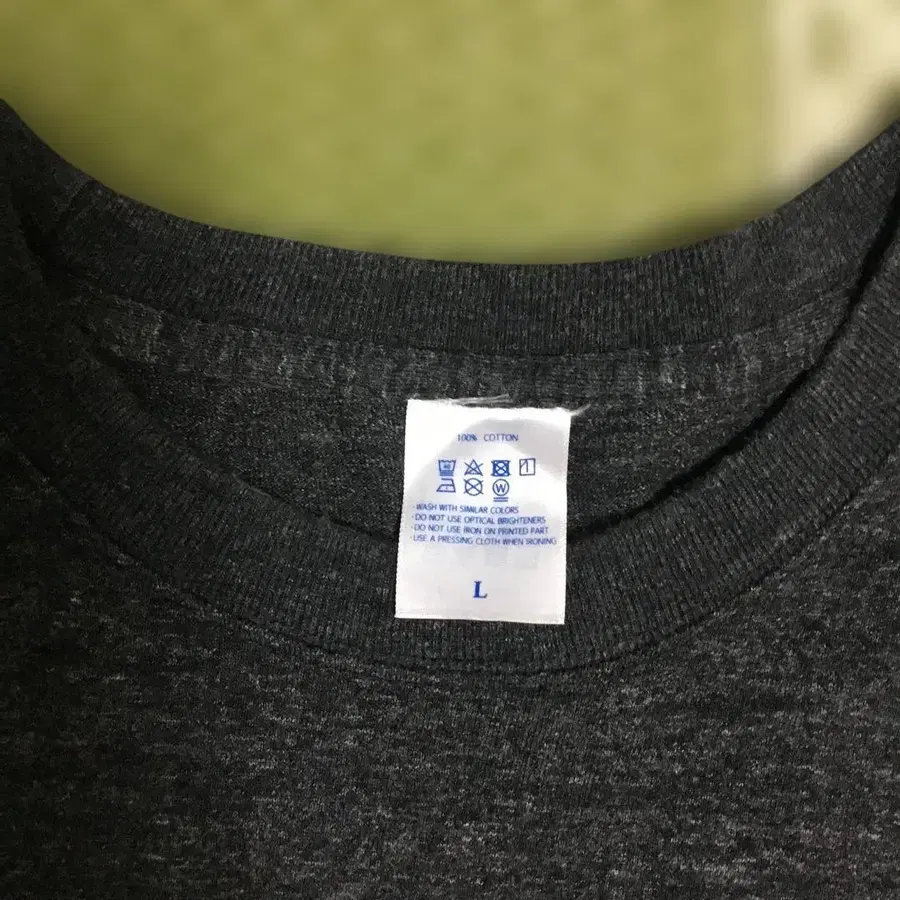 100% COTTON
40
W
· WASH WITH SIMILAR COLORS
· DO NOT USE OPTICAL BRIGHTENERS
· DO NOT USE IRON ON PRINTED PART
· USE A PRESSING CLOTH WHEN IRONING
L